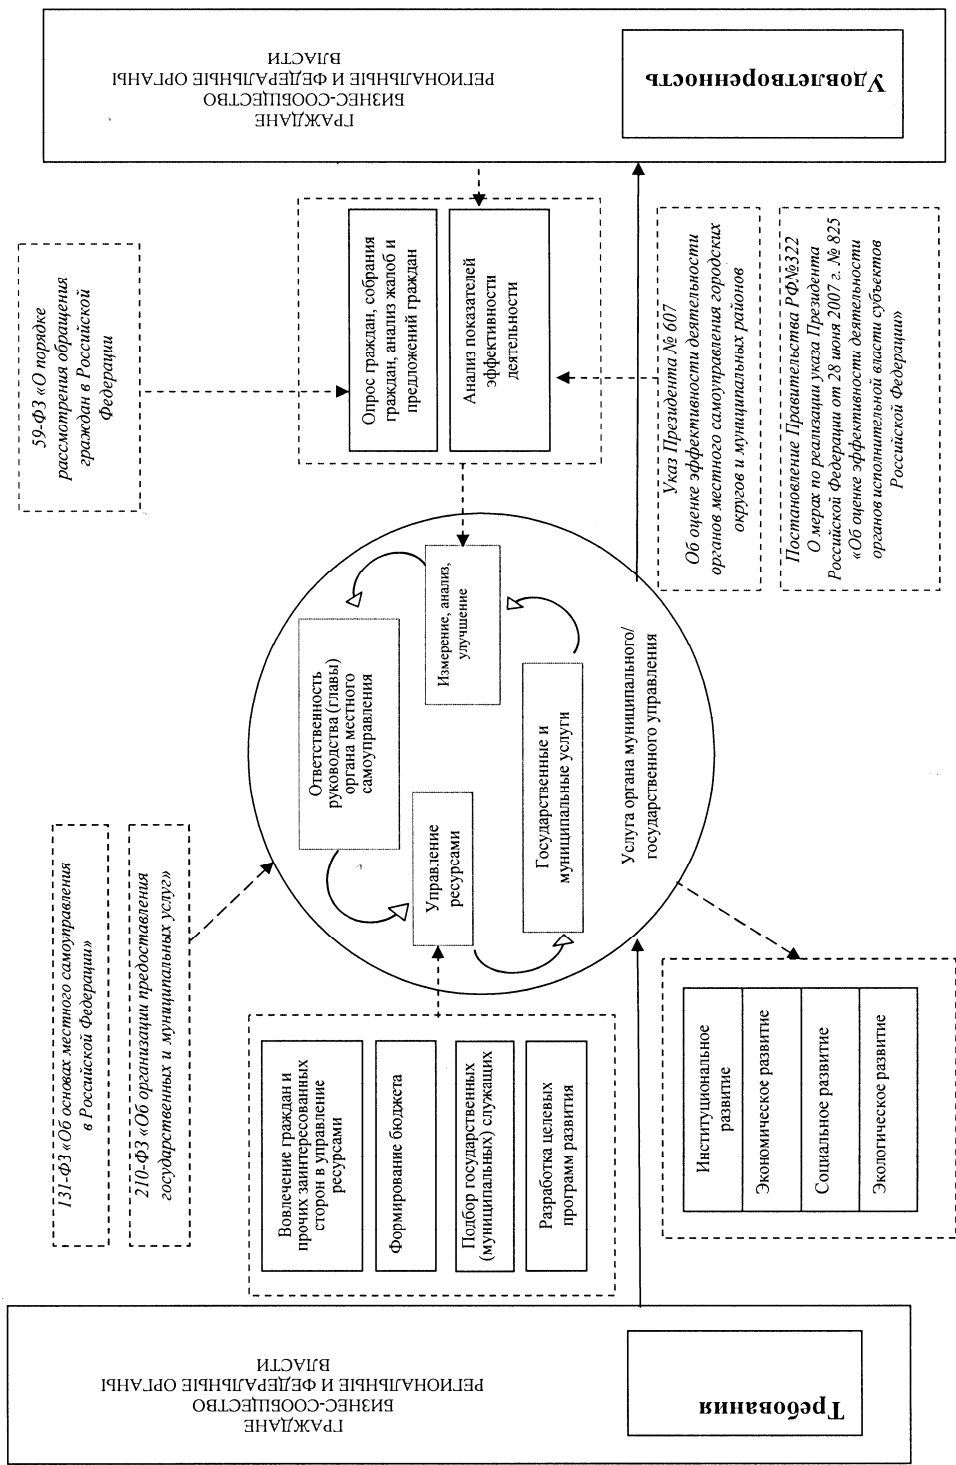 ГРАЖДАНЕ
БИЗНЕС-СООБЩЕСТВО
РЕГИОНАЛЬНЫЕ И ФЕДЕРАЛЬНЫЕ ОРГАНЫ
ВЛАСТИ
Требования
131-ФЗ «Об основах местного самоуправления
в Российской Федерации»
210-ФЗ «Об организации предоставления
государственных и муниципальных услуг»
Вовлечение граждан и
прочих заинтересованных
сторон в управление
ресурсами
Формирование бюджета
Подбор государственных
(муниципальных) служащих
Разработка целевых
программ развития
Институциональное
развитие
Экономическое развитие
Социальное развитие
Экологическое развитие
Ответственность
руководства (главы)
органа местного
самоуправления
Управление
ресурсами
Измерение, анализ,
улучшение
Государственные и
муниципальные услуги
Услуга органа муниципального/
государственного управления
59-ФЗ «О порядке
рассмотрения обращения
граждан в Российской
Федерации
Опрос граждан, собрания
граждан, анализ жалоб и
предложений граждан
Анализ показателей
эффективности
деятельности
Указ Президента № 607
Об оценке эффективности деятельности
органов местного самоуправления городских
округов и муниципальных районов
Постановление Правительства РФ№322
О мерах по реализации указа Президента
Российской Федерации от 28 июня 2007 г. № 825
«Об оценке эффективности деятельности
органов исполнительной власти субъектов
Российской Федерации»
ГРАЖДАНЕ
БИЗНЕС-СООБЩЕСТВО
РЕГИОНАЛЬНЫЕ И ФЕДЕРАЛЬНЫЕ ОРГАНЫ
ВЛАСТИ
Удовлетворенность